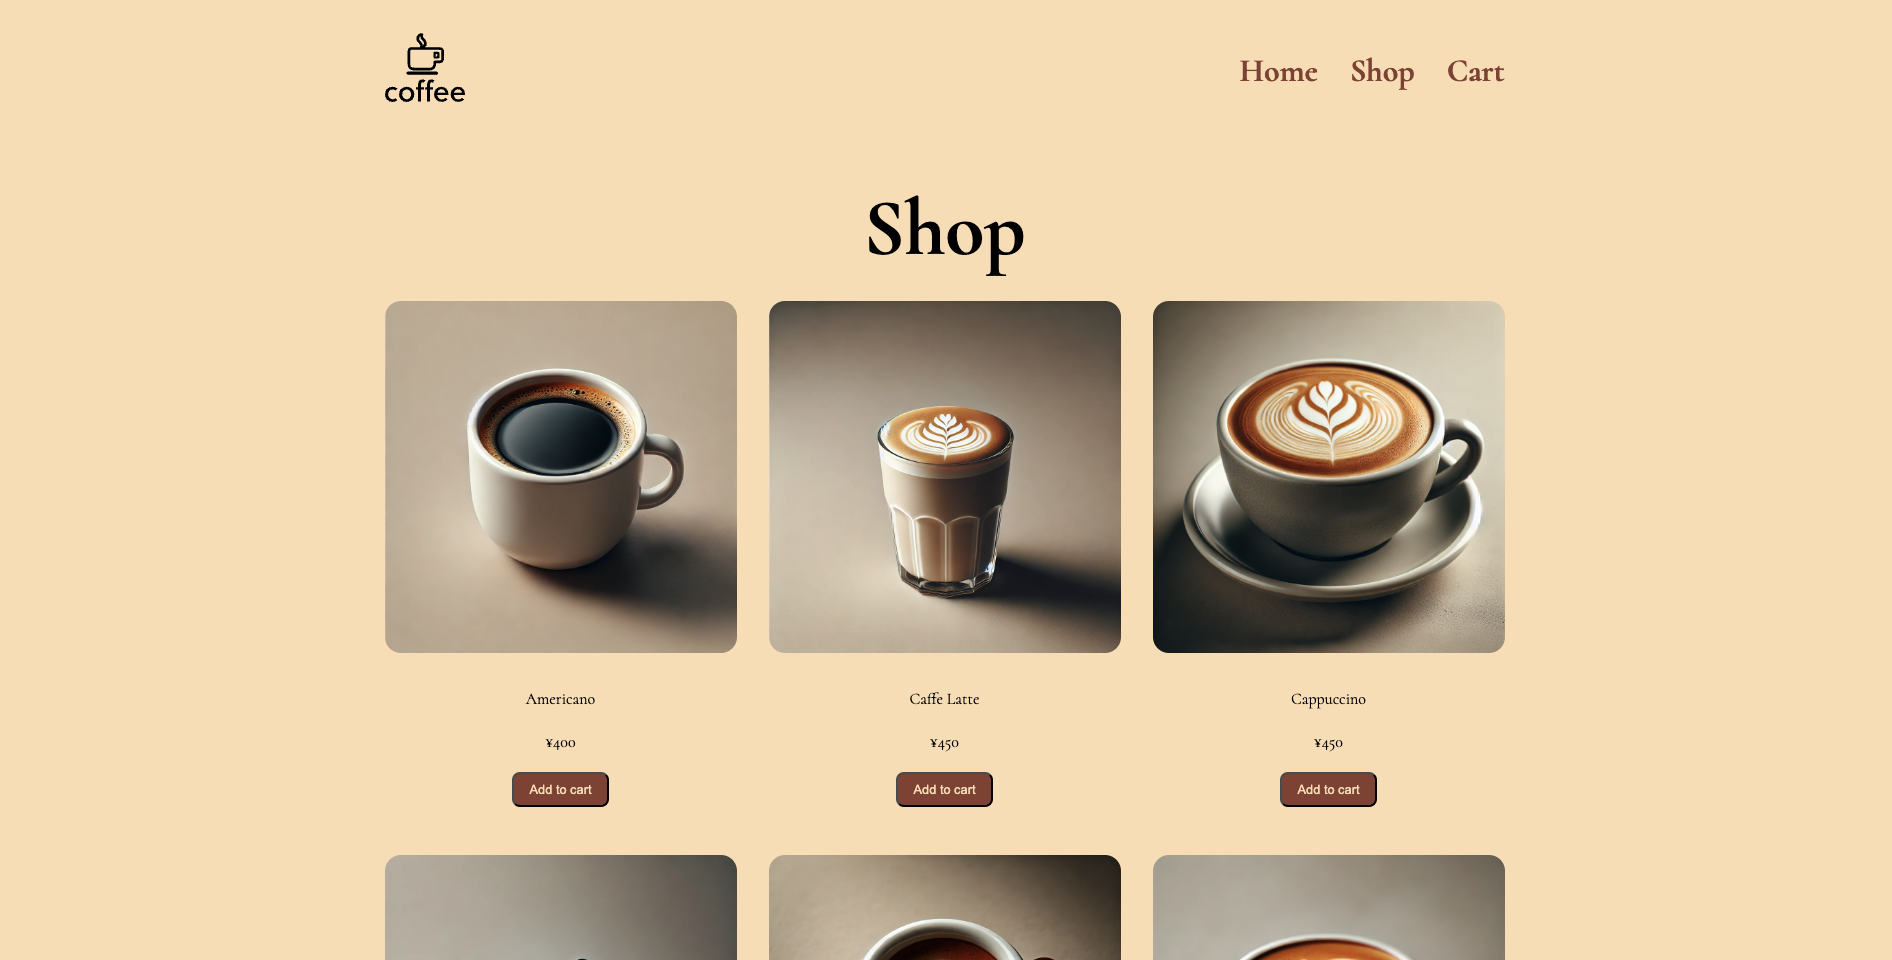 coffee
Home Shop Cart
Shop
Americano Caffe Latte Cappuccino
¥400 ¥450 ¥450
Add to cart Add to cart Add to cart